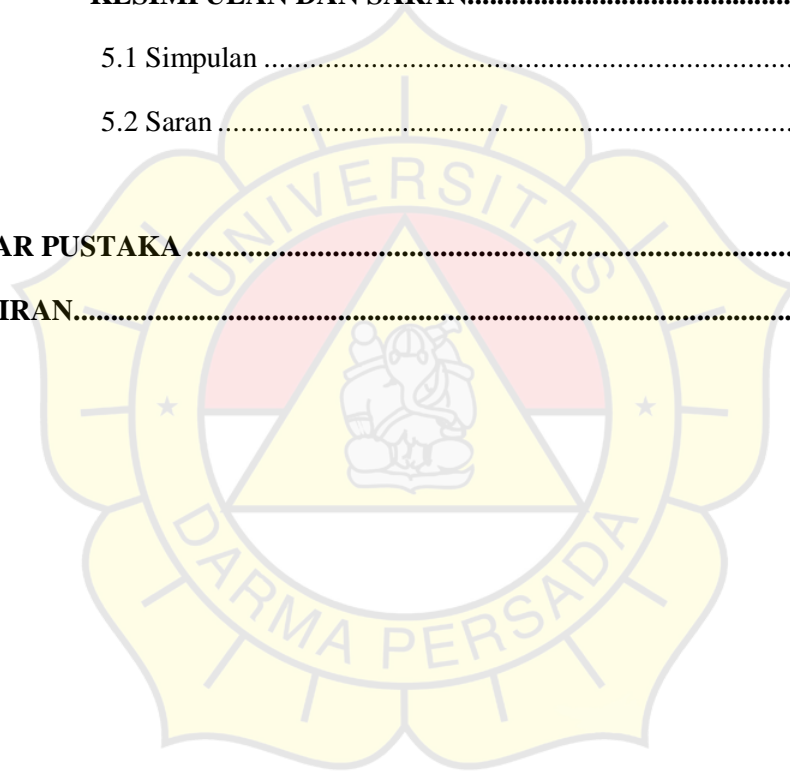 KESIMPULAN DAN SARAN..........................................
5.1 Simpulan ......................................................................
5.2 Saran ............................................................................
AR PUSTAKA ................................................................................
IRAN...............................................................................................
UNIVERSITAS
DARMA PERSADA